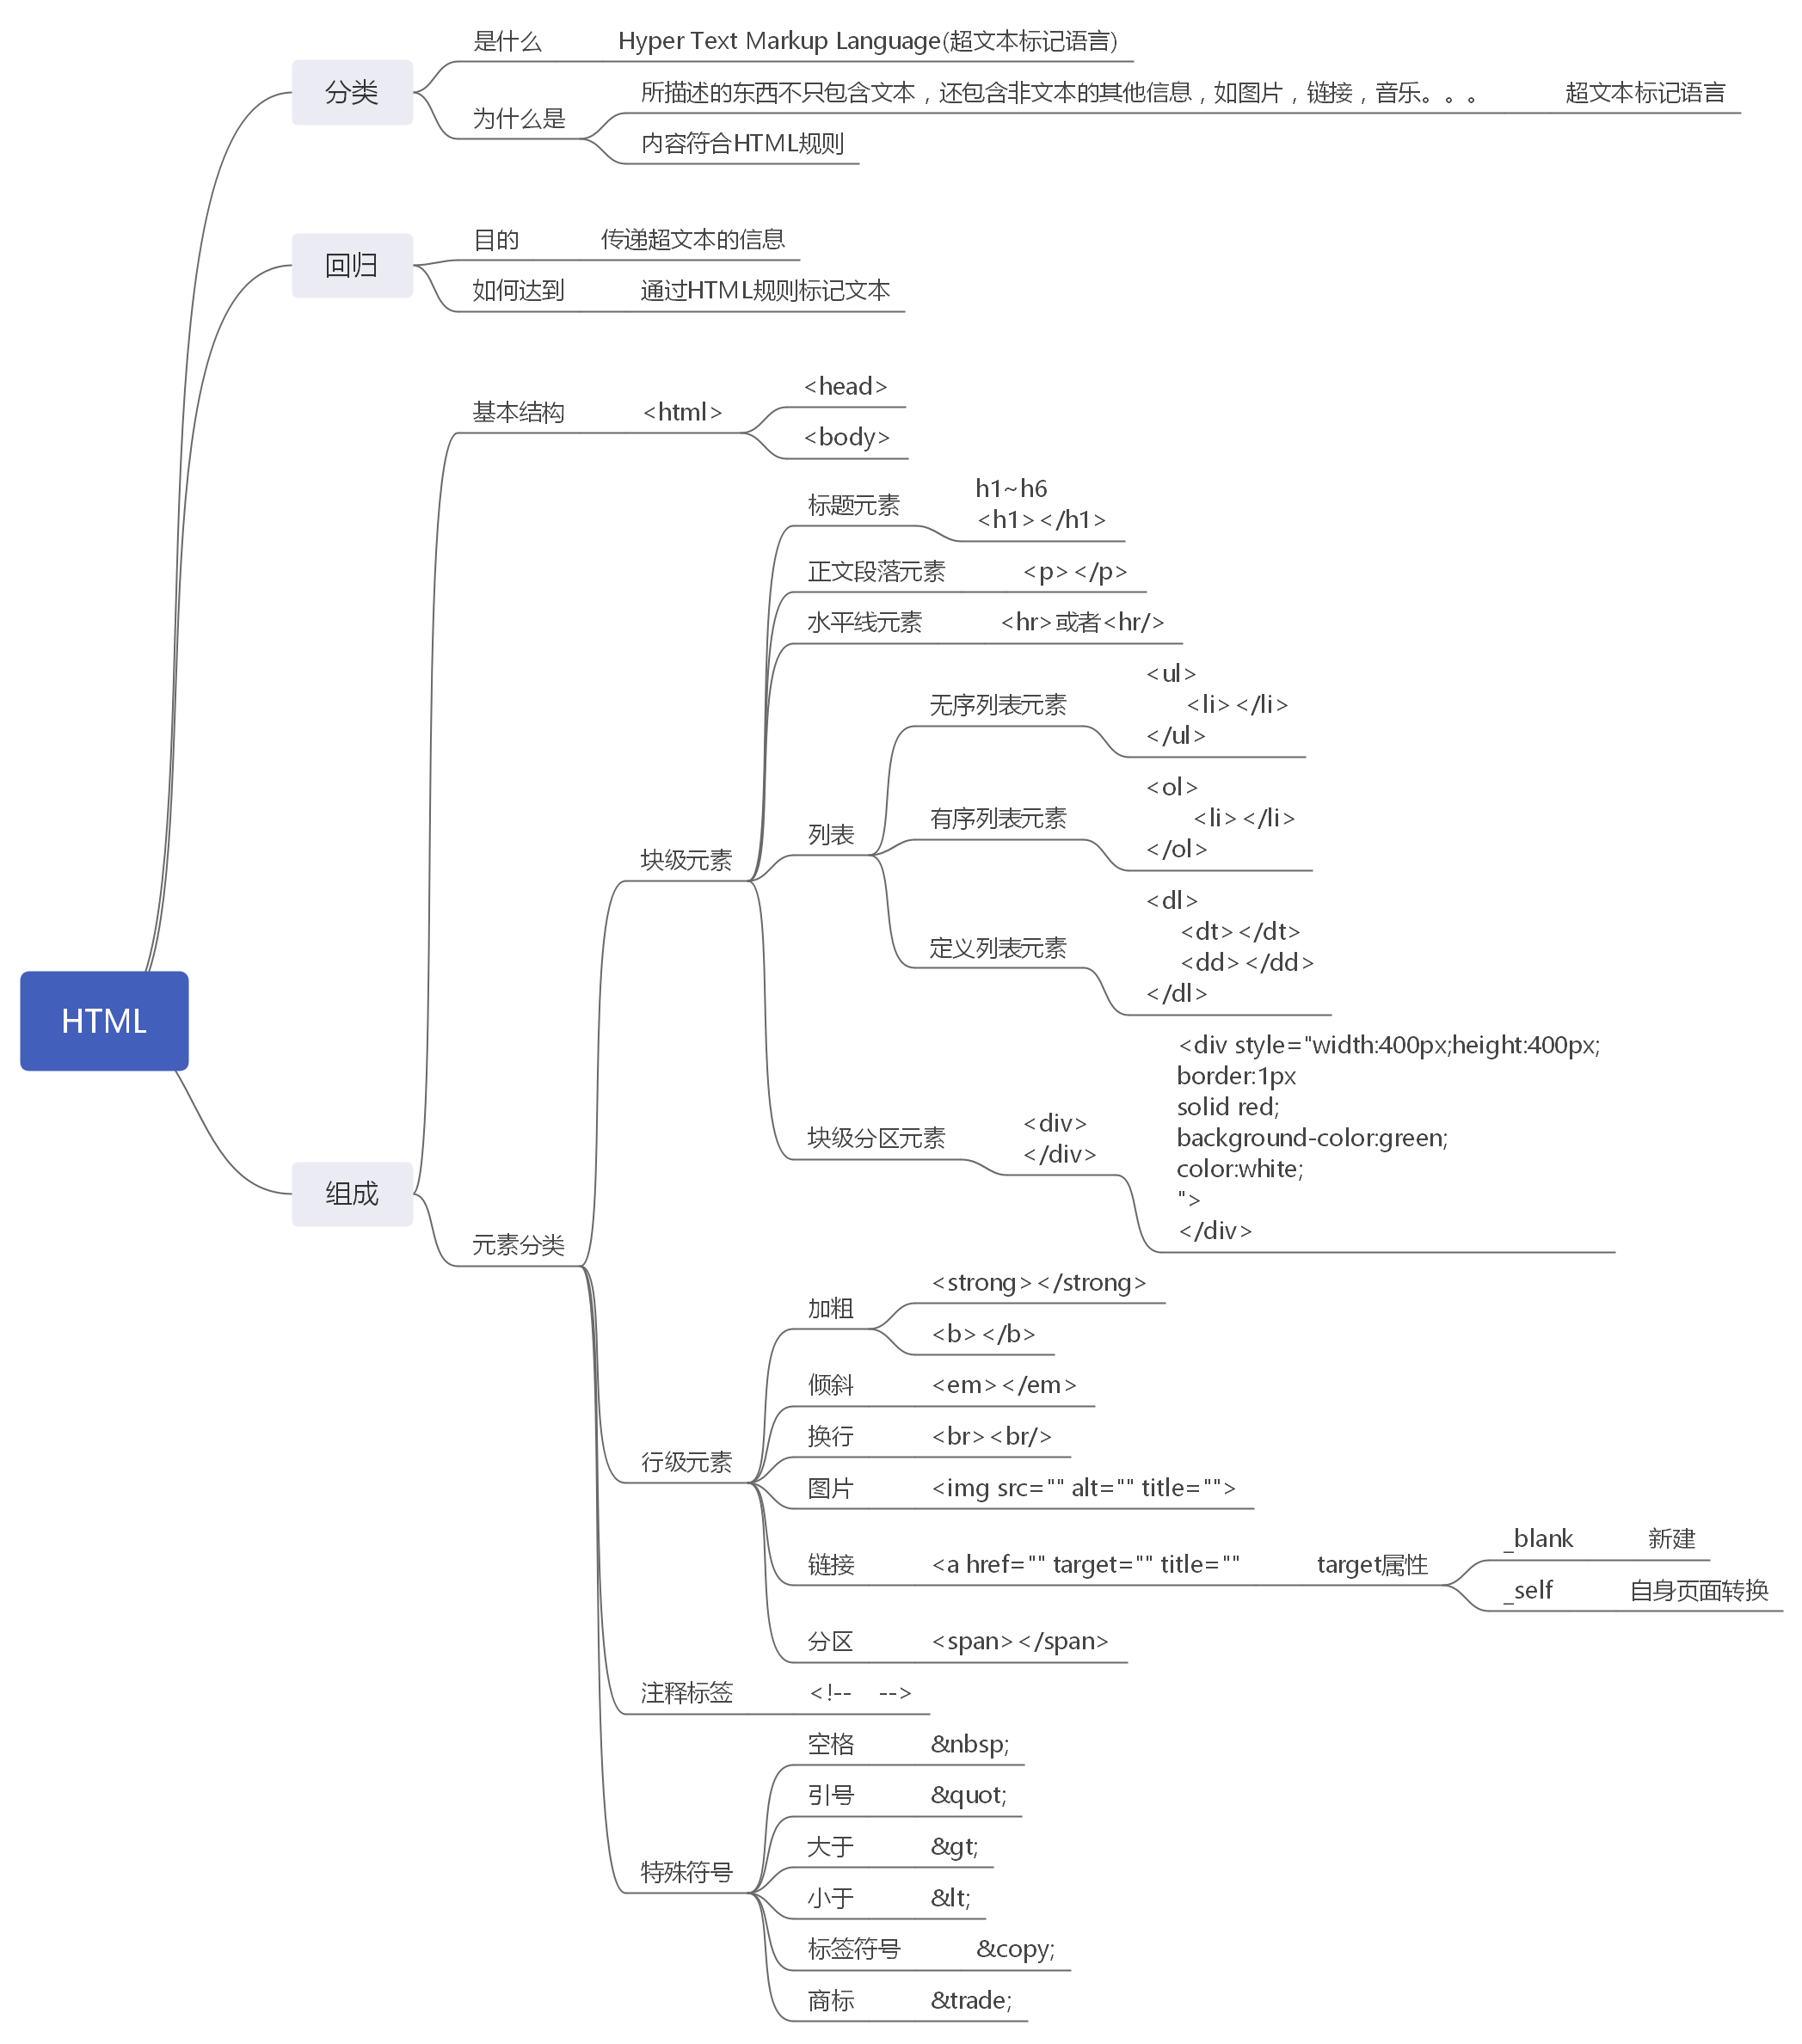 HTML
分类
是什么
Hyper Text Markup Language(超文本标记语言)
为什么是
所描述的东西不只包含文本，还包含非文本的其他信息，如图片，链接，音乐。。。
超文本标记语言
内容符合HTML规则
回归
目的
传递超文本的信息
如何达到
通过HTML规则标记文本
组成
基本结构
<html>
<head>
<body>
元素分类
块级元素
标题元素
h1~h6
<h1></h1>
正文段落元素
<p></p>
水平线元素
<hr>或者<hr/>
列表
无序列表元素
<ul>
<li></li>
</ul>
有序列表元素
<ol>
<li></li>
</ol>
定义列表元素
<dl>
<dt></dt>
<dd></dd>
</dl>
块级分区元素
<div>
</div>
<div style="width:400px;height:400px;
border:1px
solid red;
background-color:green;
color:white;
">
</div>
行级元素
加粗
<strong></strong>
<b></b>
倾斜
<em></em>
换行
<br><br/>
图片
<img src="" alt="" title="">
链接
<a href="" target="" title=""
target属性
_blank
新建
_self
自身页面转换
分区
<span></span>
注释标签
<!-- -->
特殊符号
空格
&nbsp;
引号
&quot;
大于
&gt;
小于
&lt;
标签符号
&copy;
商标
&trade;